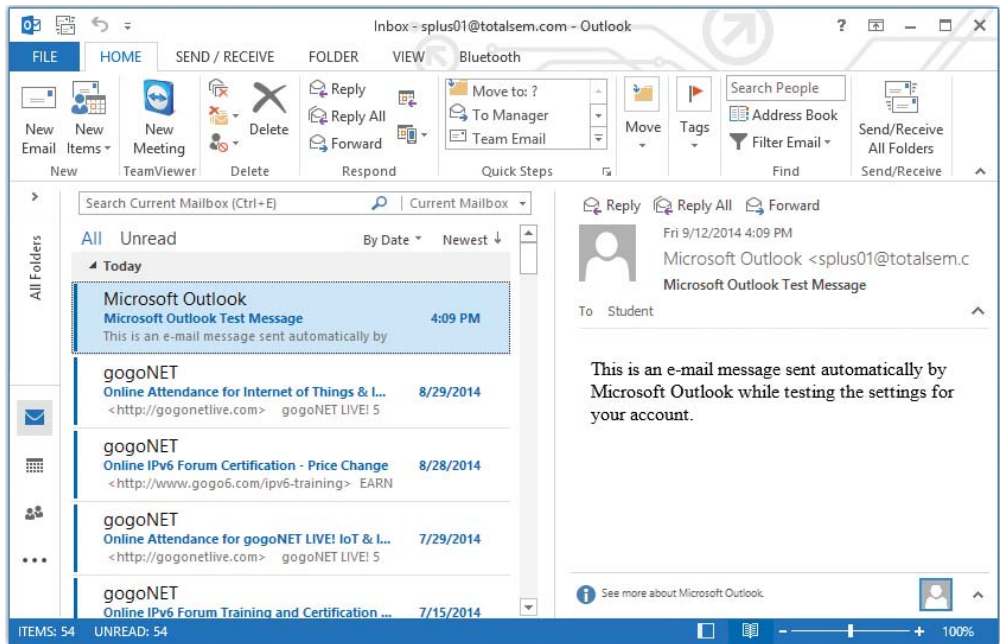 Inbox - splus01@totalsem.com - Outlook
FILE HOME SEND / RECEIVE FOLDER VIEW Bluetooth
New Email
New Items
New Meeting
Delete
Reply
Reply All
Forward
Move to: ?
To Manager
Team Email
Move
Tags
Search People
Address Book
Filter Email
Send/Receive All Folders
New TeamViewer Delete Respond Quick Steps Find Send/Receive
All Folders
Search Current Mailbox (Ctrl+E) Current Mailbox
All Unread By Date Newest
Today
Microsoft Outlook
Microsoft Outlook Test Message 4:09 PM
This is an e-mail message sent automatically by
gogoNET
Online Attendance for Internet of Things & I... 8/29/2014
<http://gogonetlive.com> gogoNET LIVE! 5
gogoNET
Online IPv6 Forum Certification - Price Change 8/28/2014
<http://www.gogo6.com/ipv6-training> EARN
gogoNET
Online Attendance for gogoNET LIVE! IoT & I... 7/29/2014
<http://gogonetlive.com> gogoNET LIVE! 5
gogoNET
Online IPv6 Forum Training and Certification ... 7/15/2014
Reply Reply All Forward
Fri 9/12/2014 4:09 PM
Microsoft Outlook <splus01@totalsem.c
Microsoft Outlook Test Message
To Student
This is an e-mail message sent automatically by
Microsoft Outlook while testing the settings for
your account.
See more about Microsoft Outlook.
ITEMS: 54 UNREAD: 54 100%